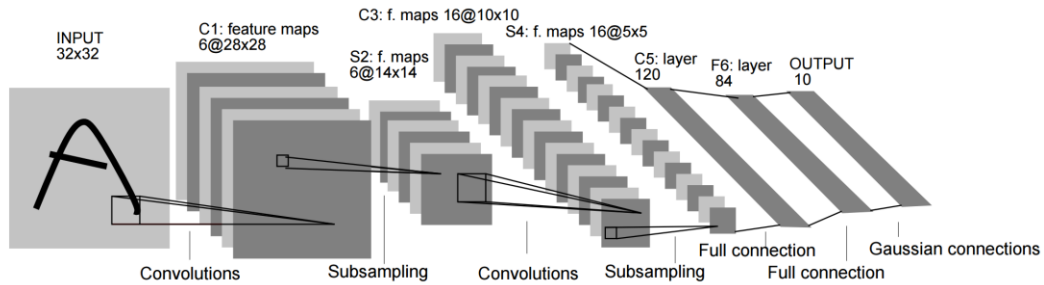 INPUT
32x32
C1: feature maps
6@28x28
S2: f. maps
6@14x14
C3: f. maps 16@10x10
S4: f. maps 16@5x5
C5: layer
120
F6: layer
84
OUTPUT
10
Convolutions
Subsampling
Convolutions
Subsampling
Full connection
Full connection
Gaussian connections